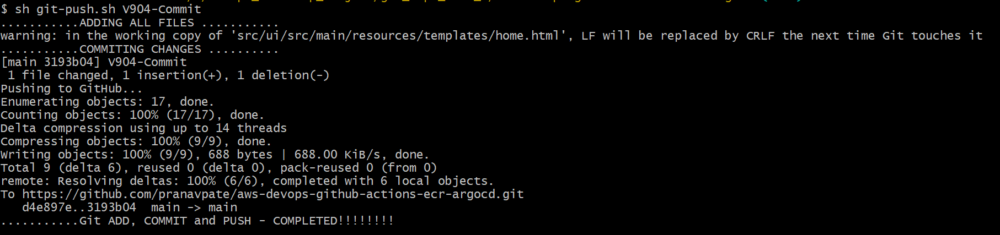 $ sh git-push.sh V904-Commit
...........ADDING ALL FILES ...........
warning: in the working copy of 'src/ui/src/main/resources/templates/home.html', LF will be replaced by CRLF the next time Git touches it
...........COMMITING CHANGES ..........
[main 3193b04] V904-Commit
 1 file changed, 1 insertion(+), 1 deletion(-)
Pushing to GitHub...
Enumerating objects: 17, done.
Counting objects: 100% (17/17), done.
Delta compression using up to 14 threads
Compressing objects: 100% (9/9), done.
Writing objects: 100% (9/9), 688 bytes | 688.00 KiB/s, done.
Total 9 (delta 6), reused 0 (delta 0), pack-reused 0 (from 0)
remote: Resolving deltas: 100% (6/6), completed with 6 local objects.
To https://github.com/pranavpate/aws-devops-github-actions-ecr-argocd.git
   d4e897e..3193b04  main -> main
...........Git ADD, COMMIT and PUSH - COMPLETED!!!!!!!!